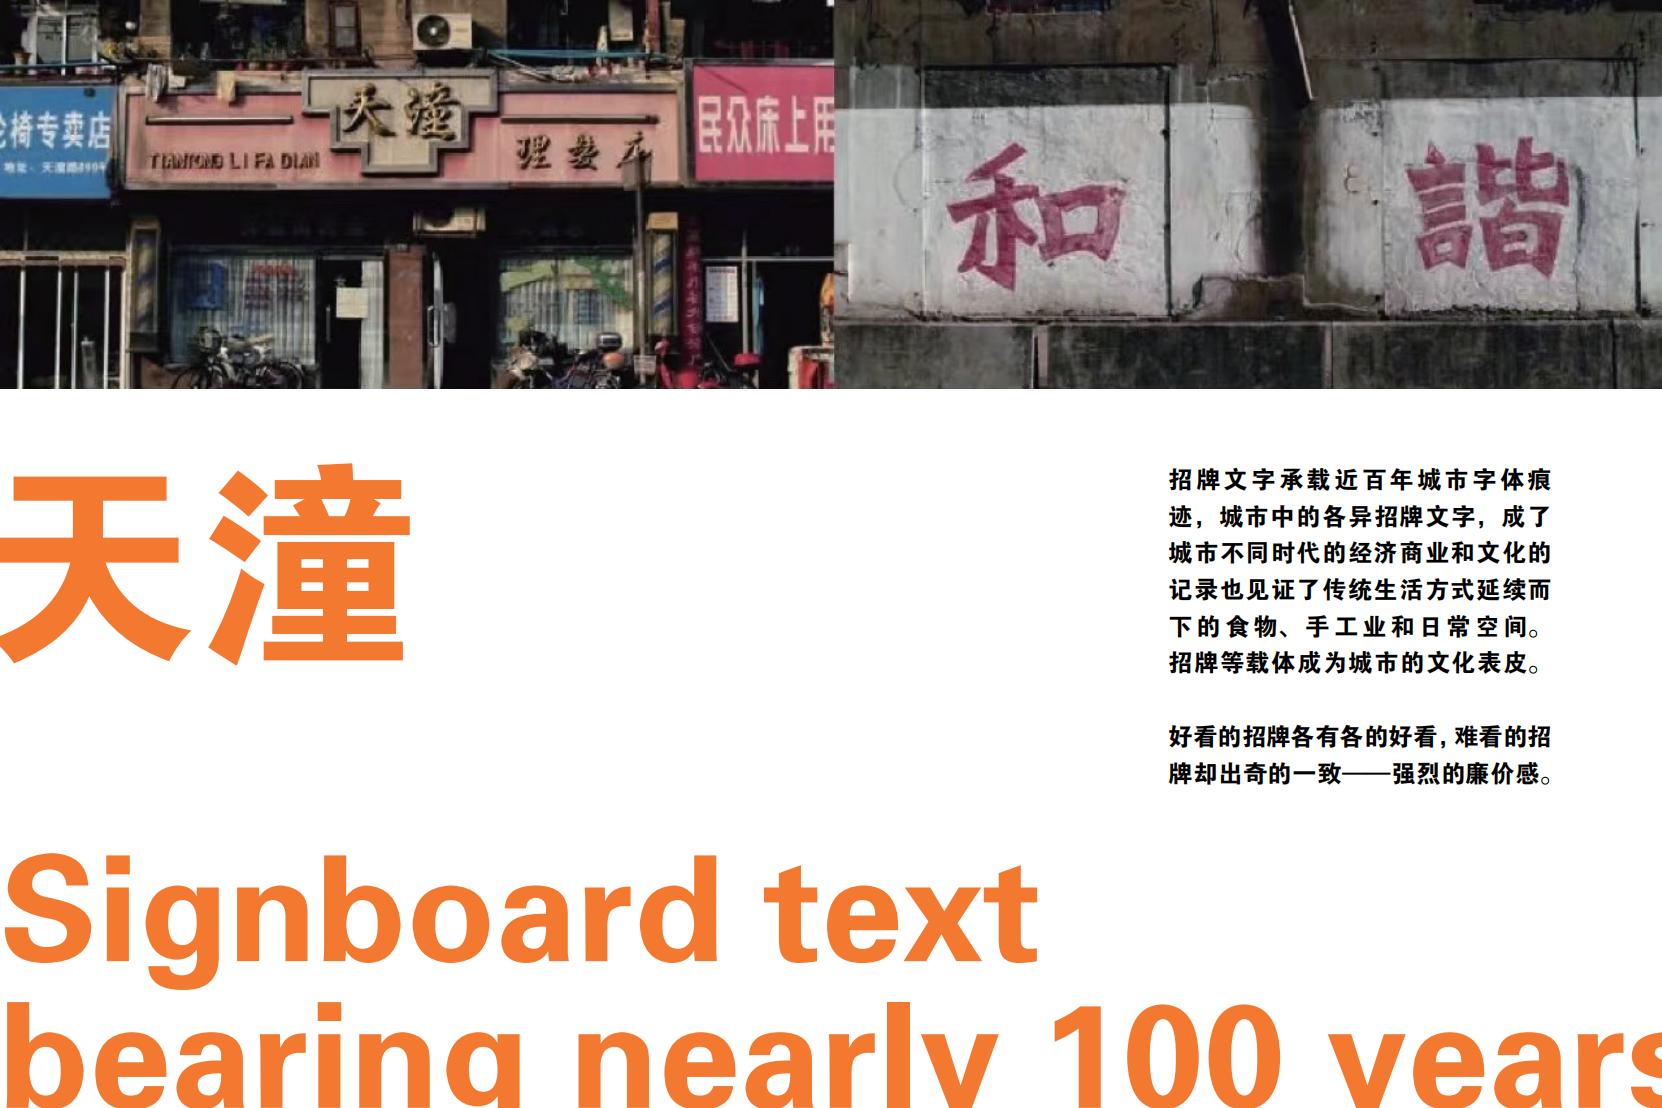 轮椅专卖店
地址：天潼路
天潼
TIANTONG LI FA DIAN
理发店
民众床上用
和 諧
天潼
招牌文字承载近百年城市字体痕
迹，城市中的各异招牌文字，成了
城市不同时代的经济商业和文化的
记录也见证了传统生活方式延续而
下的食物、手工业和日常空间。
招牌等载体成为城市的文化表皮。
好看的招牌各有各的好看，难看的招
牌却出奇的一致——强烈的廉价感。
Signboard text
bearing nearly 100 years